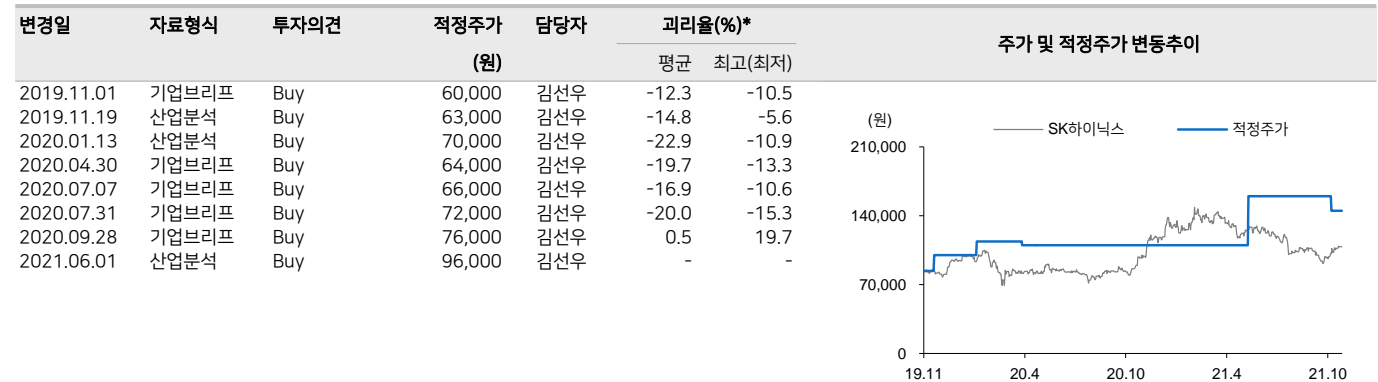 변경일 자료형식 투자의견 적정주가 담당자 괴리율(%)* 주가 및 적정주가 변동추이
(원) 평균 최고(최저)
2019.11.01 기업브리프 Buy 60,000 김선우 -12.3 -10.5
2019.11.19 산업분석 Buy 63,000 김선우 -14.8 -5.6
2020.01.13 산업분석 Buy 70,000 김선우 -22.9 -10.9
2020.04.30 기업브리프 Buy 64,000 김선우 -19.7 -13.3
2020.07.07 기업브리프 Buy 66,000 김선우 -16.9 -10.6
2020.07.31 기업브리프 Buy 72,000 김선우 -20.0 -15.3
2020.09.28 기업브리프 Buy 76,000 김선우 0.5 19.7
2021.06.01 산업분석 Buy 96,000 김선우 - -
(원) SK하이닉스 적정주가
210,000
140,000
70,000
0
19.11 20.4 20.10 21.4 21.10